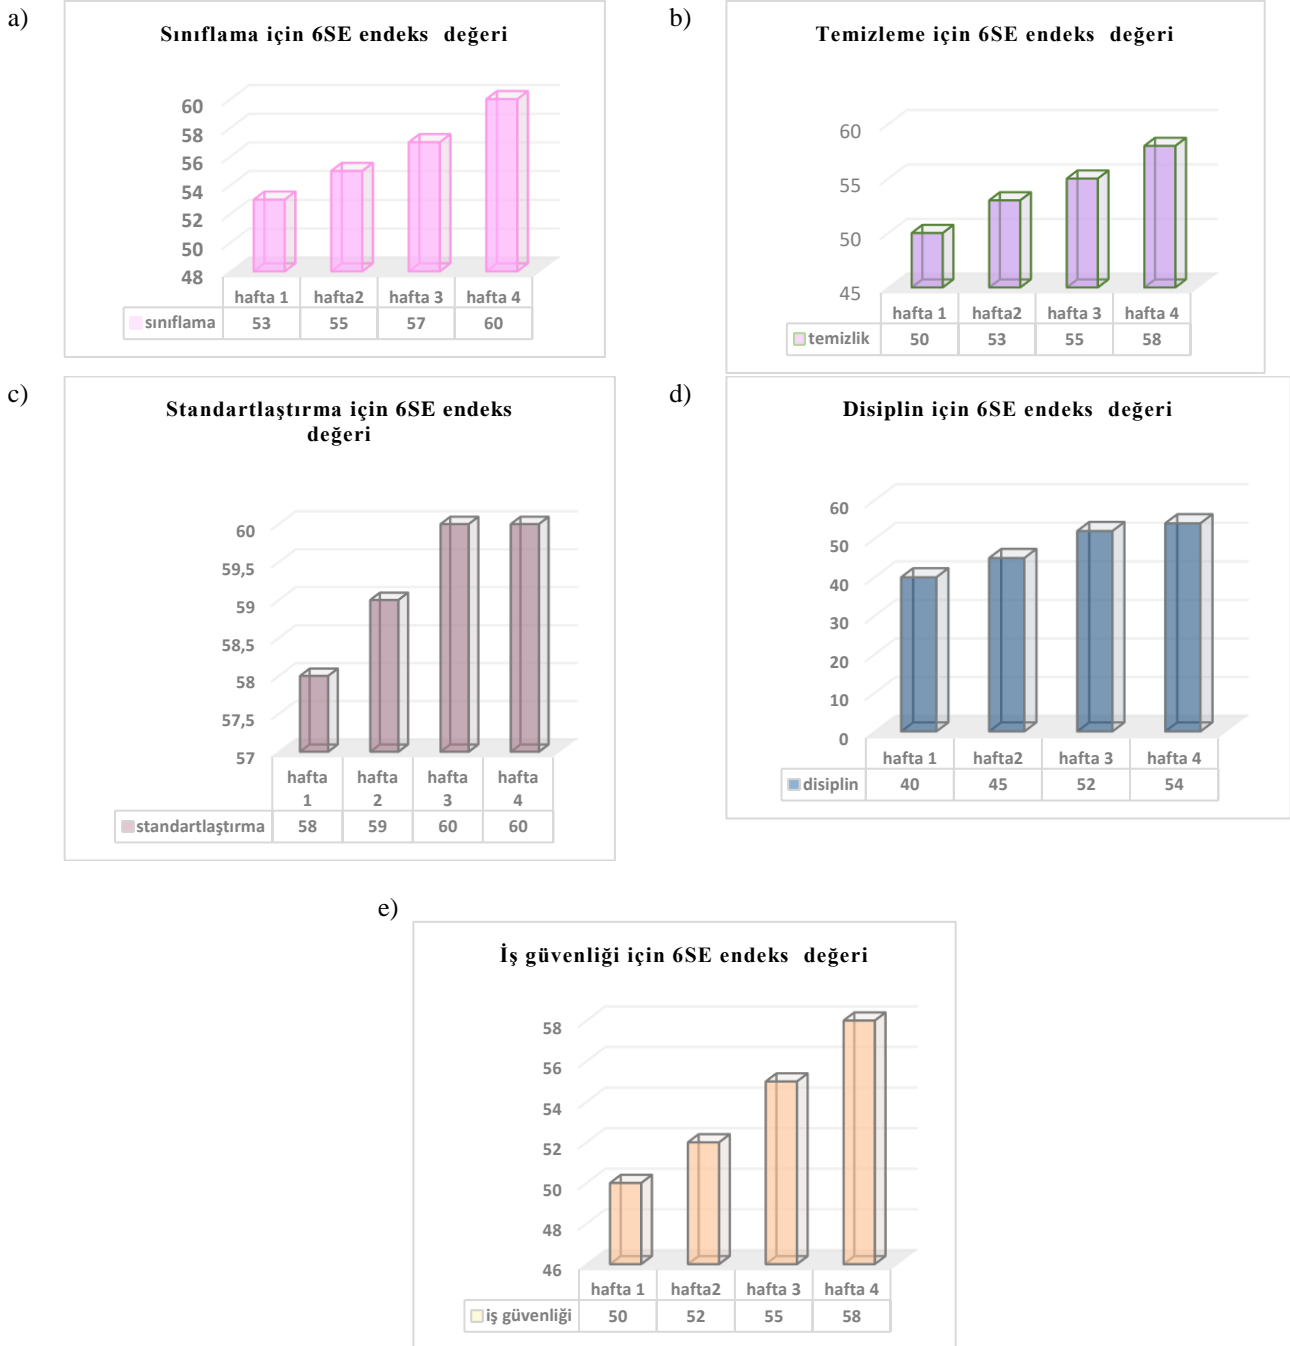 a)
Sınıflama için 6SE endeks değeri
60
58
56
54
52
50
48
hafta 1 hafta2 hafta 3 hafta 4
sınıflama 53 55 57 60
b)
Temizleme için 6SE endeks değeri
60
55
50
45
hafta 1 hafta2 hafta 3 hafta 4
temizlik 50 53 55 58
c)
Standartlaştırma için 6SE endeks
değeri
60
59,5
59
58,5
58
57,5
57
hafta hafta hafta hafta
1 2 3 4
standartlaştırma 58 59 60 60
d)
Disiplin için 6SE endeks değeri
60
50
40
30
20
10
0
hafta 1 hafta2 hafta 3 hafta 4
disiplin 40 45 52 54
e)
İş güvenliği için 6SE endeks değeri
58
56
54
52
50
48
46
hafta 1 hafta2 hafta 3 hafta 4
iş güvenliği 50 52 55 58